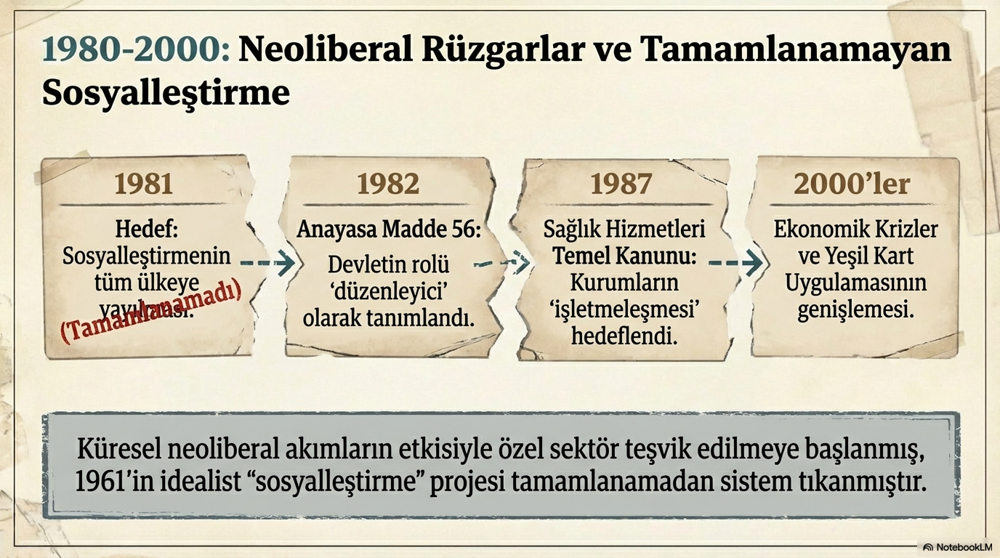 1980-2000: Neoliberal Rüzgarlar ve Tamamlanamayan
Sosyalleştirme
1981
Hedef:
Sosyalleştirmenin
tüm ülkeye
yayılması.
(Tamamlanamadı)
1982
Anayasa Madde 56:
Devletin rolü
‘düzenleyici’
olarak tanımlandı.
1987
Sağlık Hizmetleri
Temel Kanunu:
Kurumların
‘işletmeleşmesi’
hedeflendi.
2000’ler
Ekonomik Krizler
ve Yeşil Kart
Uygulamasının
genişlemesi.
Küresel neoliberal akımların etkisiyle özel sektör teşvik edilmeye başlanmış,
1961’in idealist “sosyalleştirme” projesi tamamlanamadan sistem tıkanmıştır.
NotebookLM